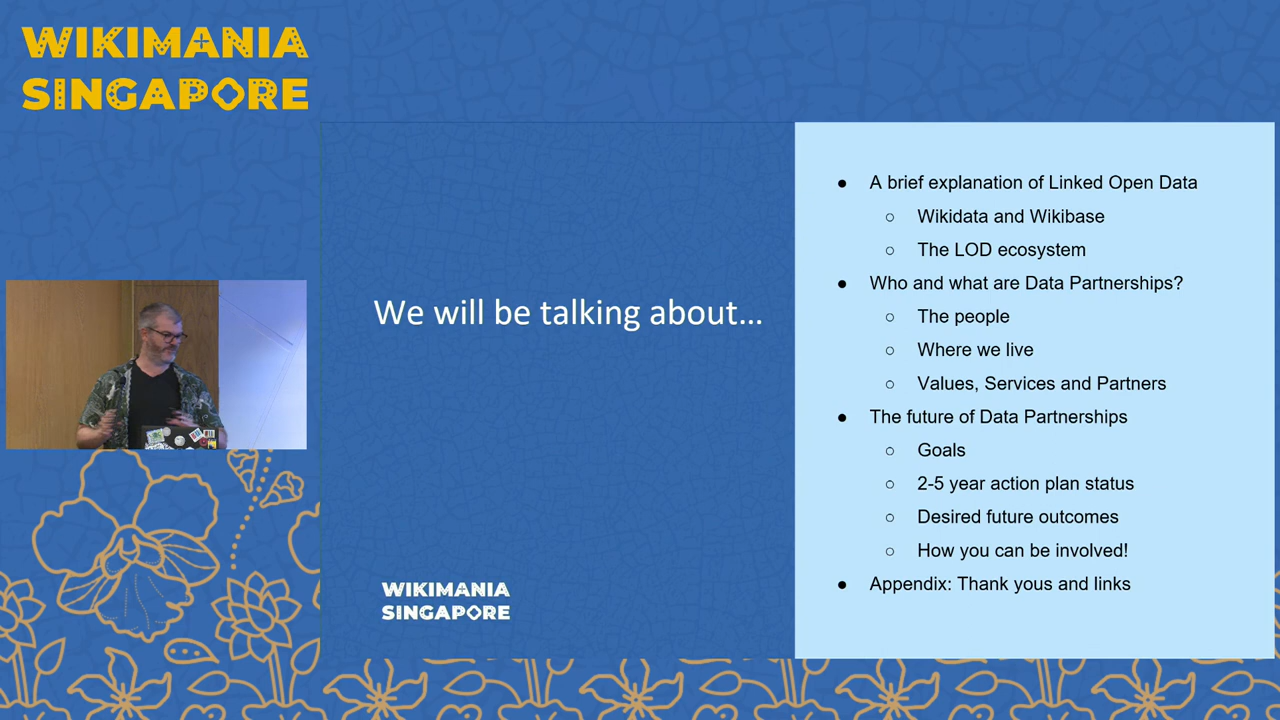 WIKIMANIA
SINGAPORE
We will be talking about...
WIKIMANIA
SINGAPORE
● A brief explanation of Linked Open Data
○ Wikidata and Wikibase
○ The LOD ecosystem
● Who and what are Data Partnerships?
○ The people
○ Where we live
○ Values, Services and Partners
● The future of Data Partnerships
○ Goals
○ 2-5 year action plan status
○ Desired future outcomes
○ How you can be involved!
● Appendix: Thank yous and links